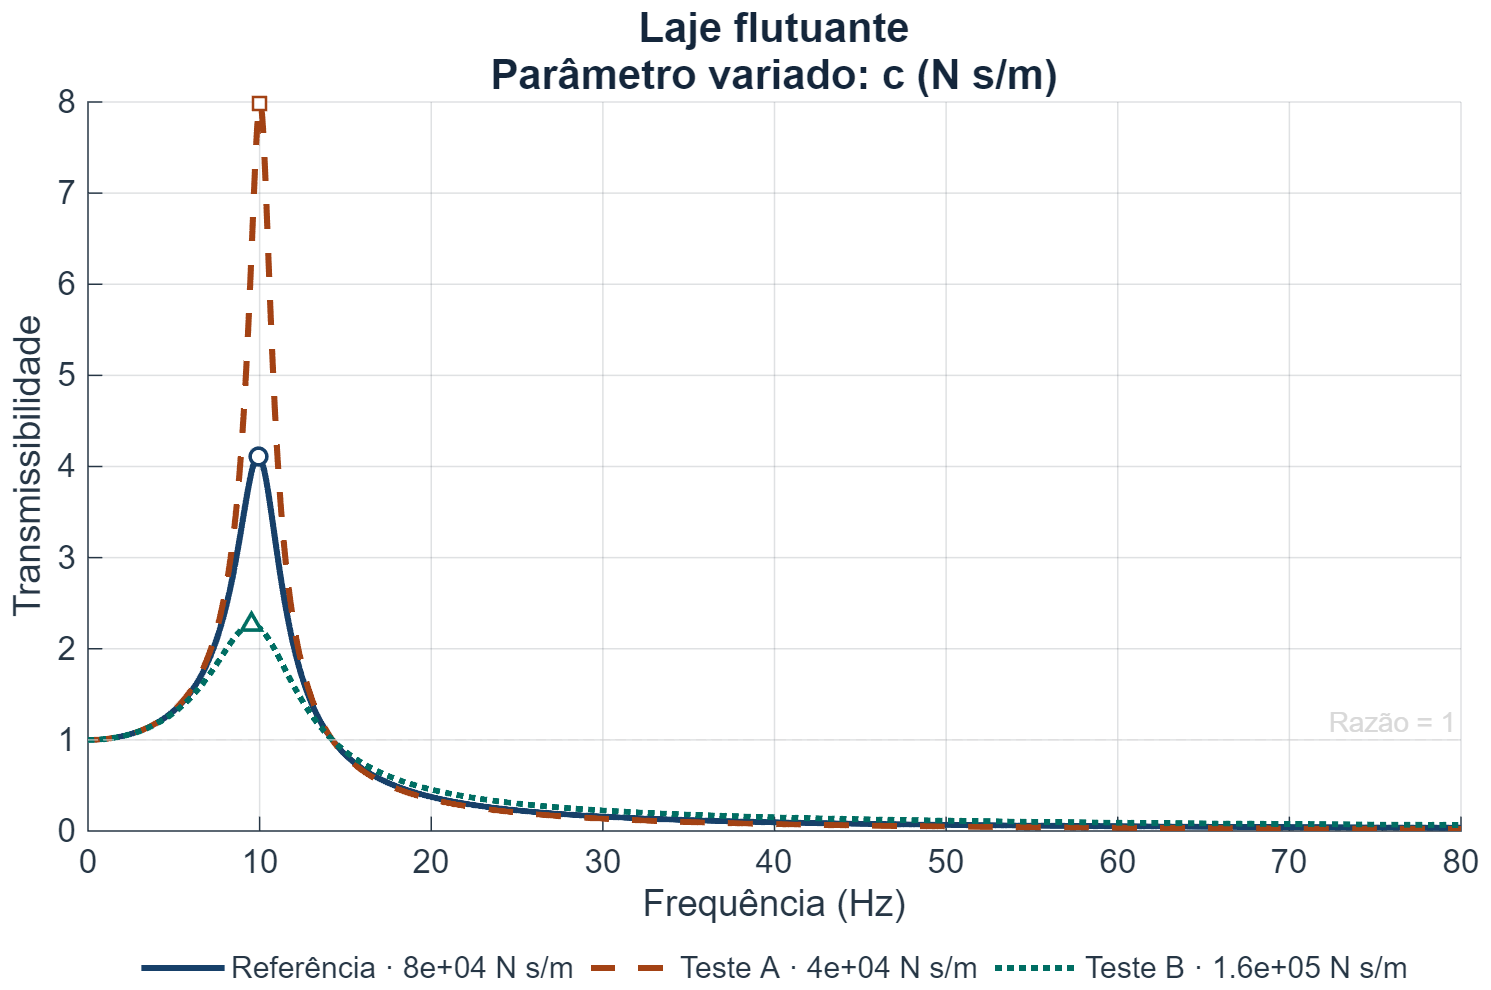 Laje flutuante
Parâmetro variado: c (N s/m)
Transmissibilidade
8
7
6
5
4
3
2
1
0
Razão = 1
0 10 20 30 40 50 60 70 80
Frequência (Hz)
Referência · 8e+04 N s/m Teste A · 4e+04 N s/m Teste B · 1.6e+05 N s/m